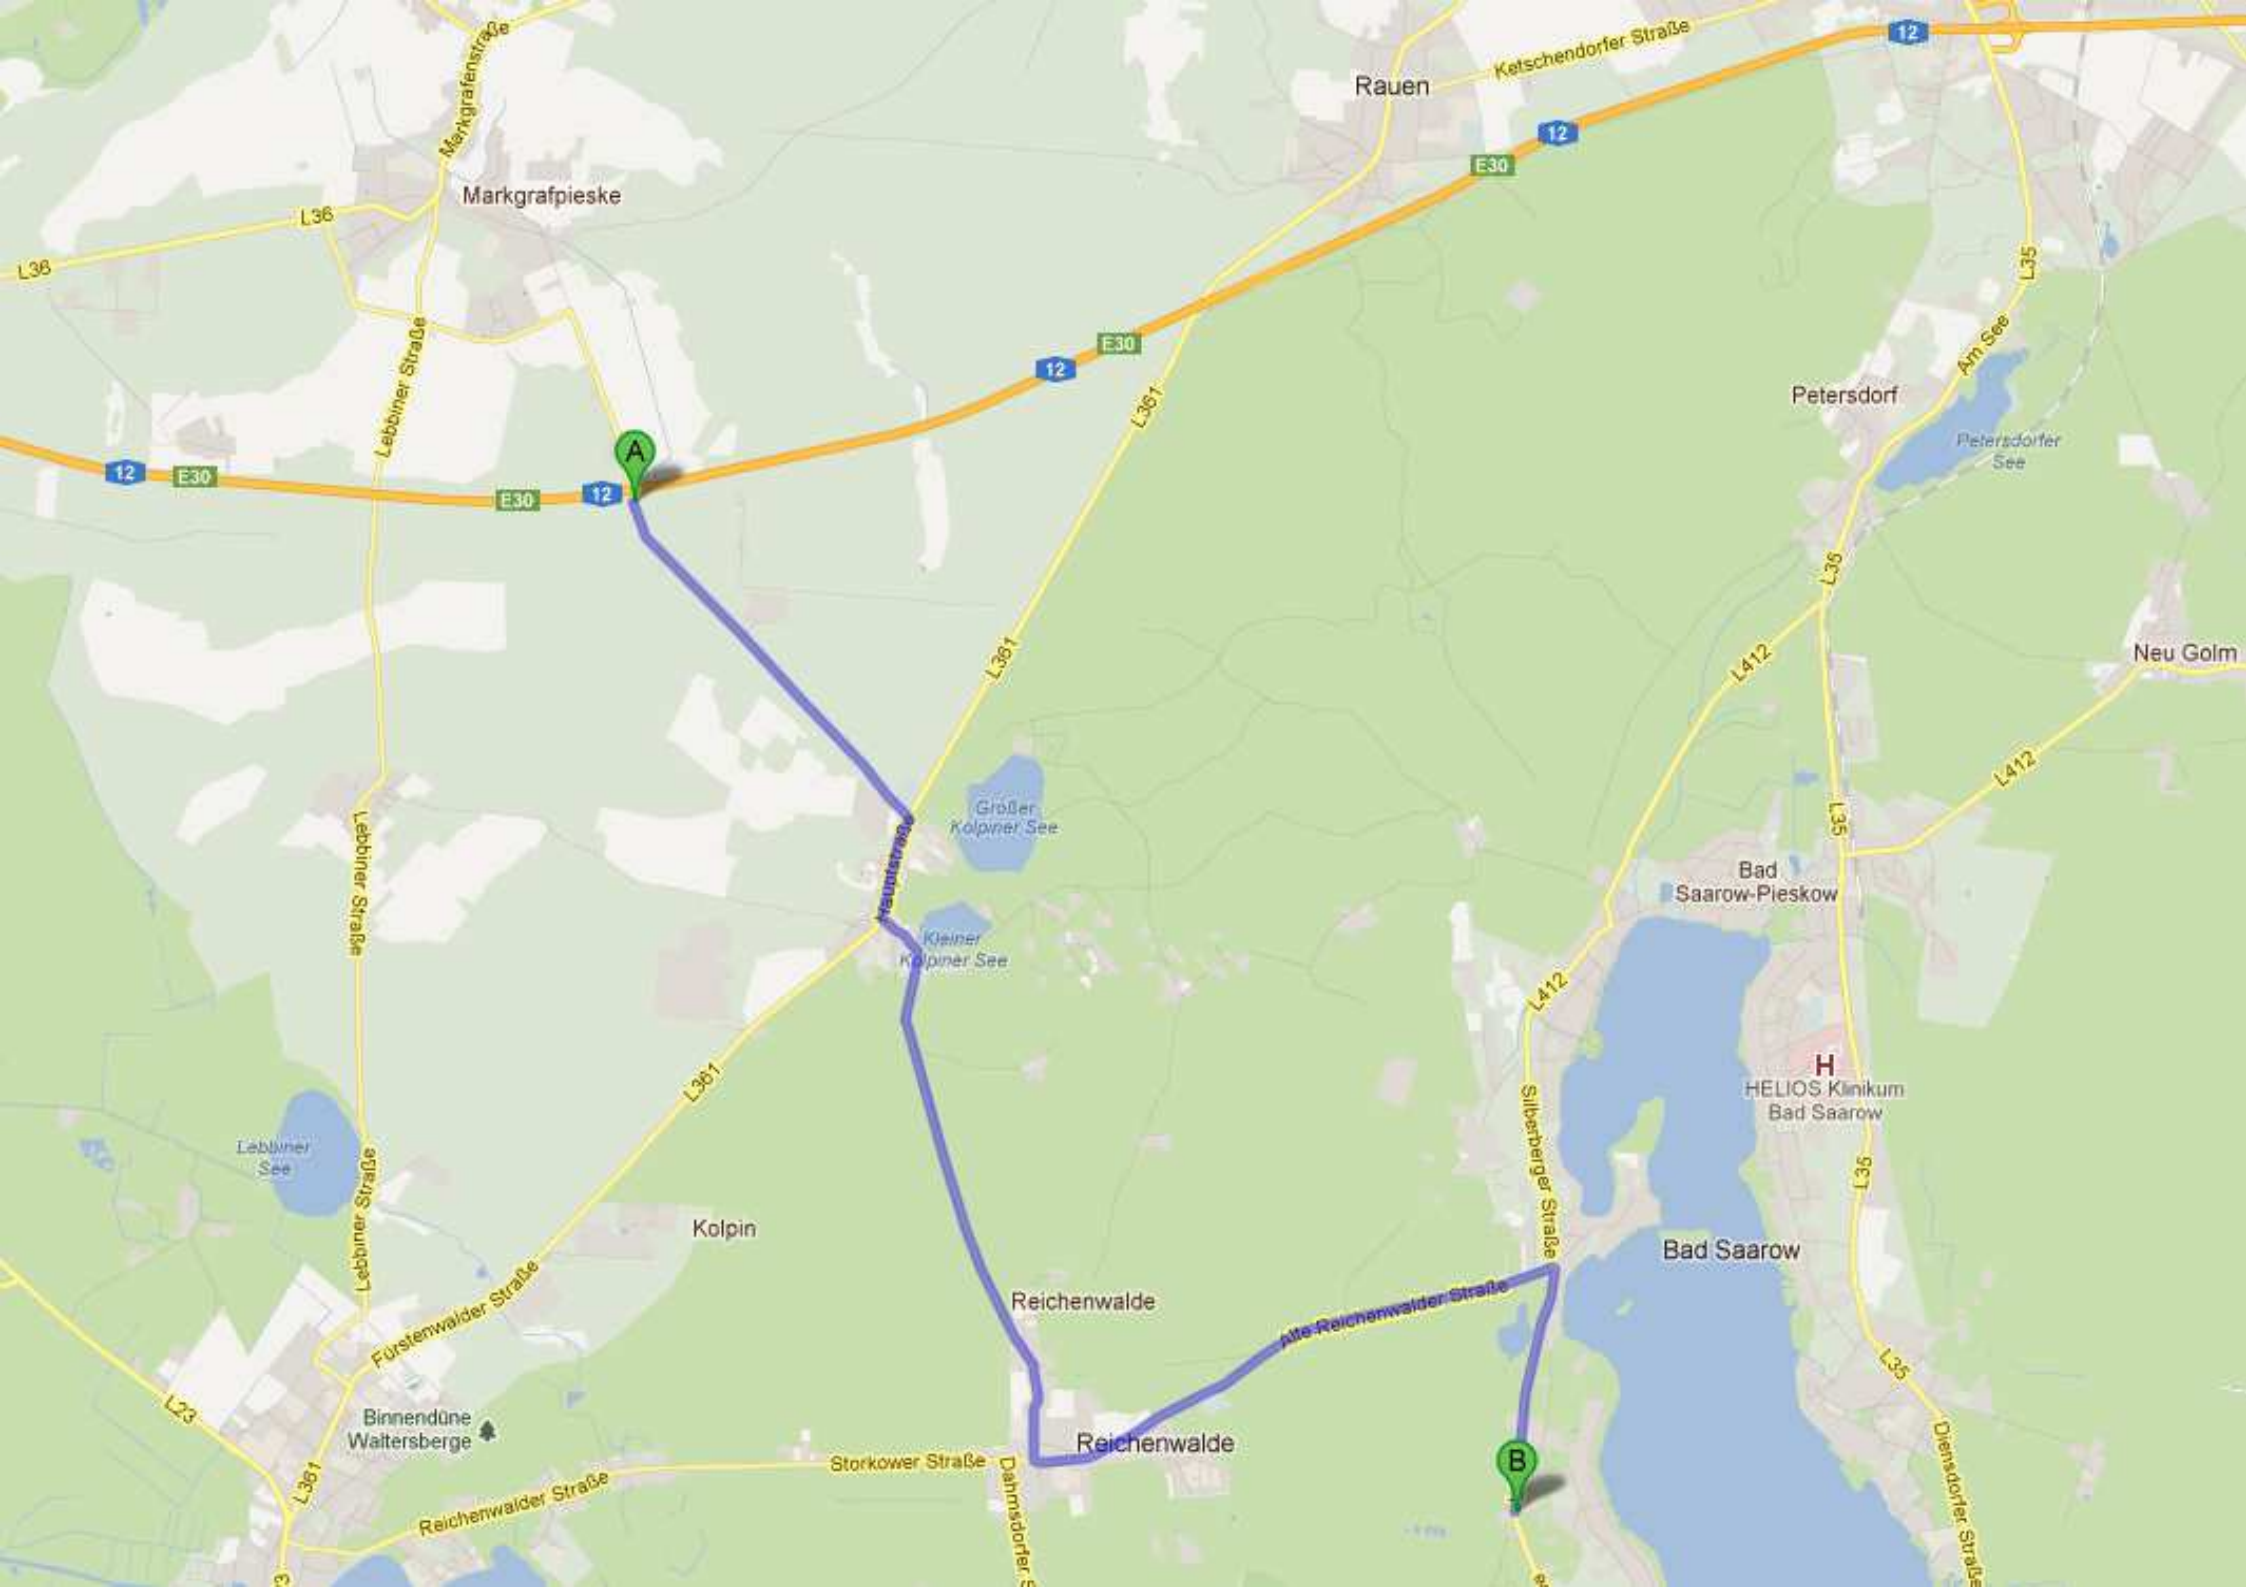 Markgrafenstraße
Ketschendorfer Straße
12
Rauen
12
E30
Markgrafpieske
L36
L36
L35
E30
12
L361
Lebbiner Straße
Am See
Petersdorf
Petersdorfer
See
A
12
E30
E30
12
L35
L361
L412
Neu Golm
L412
Großer
Kolpiner See
L35
Hauptstraße
Lebbiner Straße
Bad
Saarow-Pieskow
Kleiner
Kolpiner See
L412
L361
H
HELIOS Klinikum
Bad Saarow
Silberberger Straße
Lebbiner
See
Lebbiner Straße
L35
Kolpin
Bad Saarow
Reichenwalde
Fürstenwalder Straße
Alte Reichenwalder Straße
L35
L23
Binnendüne
Waltersberge
Reichenwalde
B
Storkower Straße
L361
Reichenwalder Straße
Dahmsdorfer S
Diensdorfer Straße